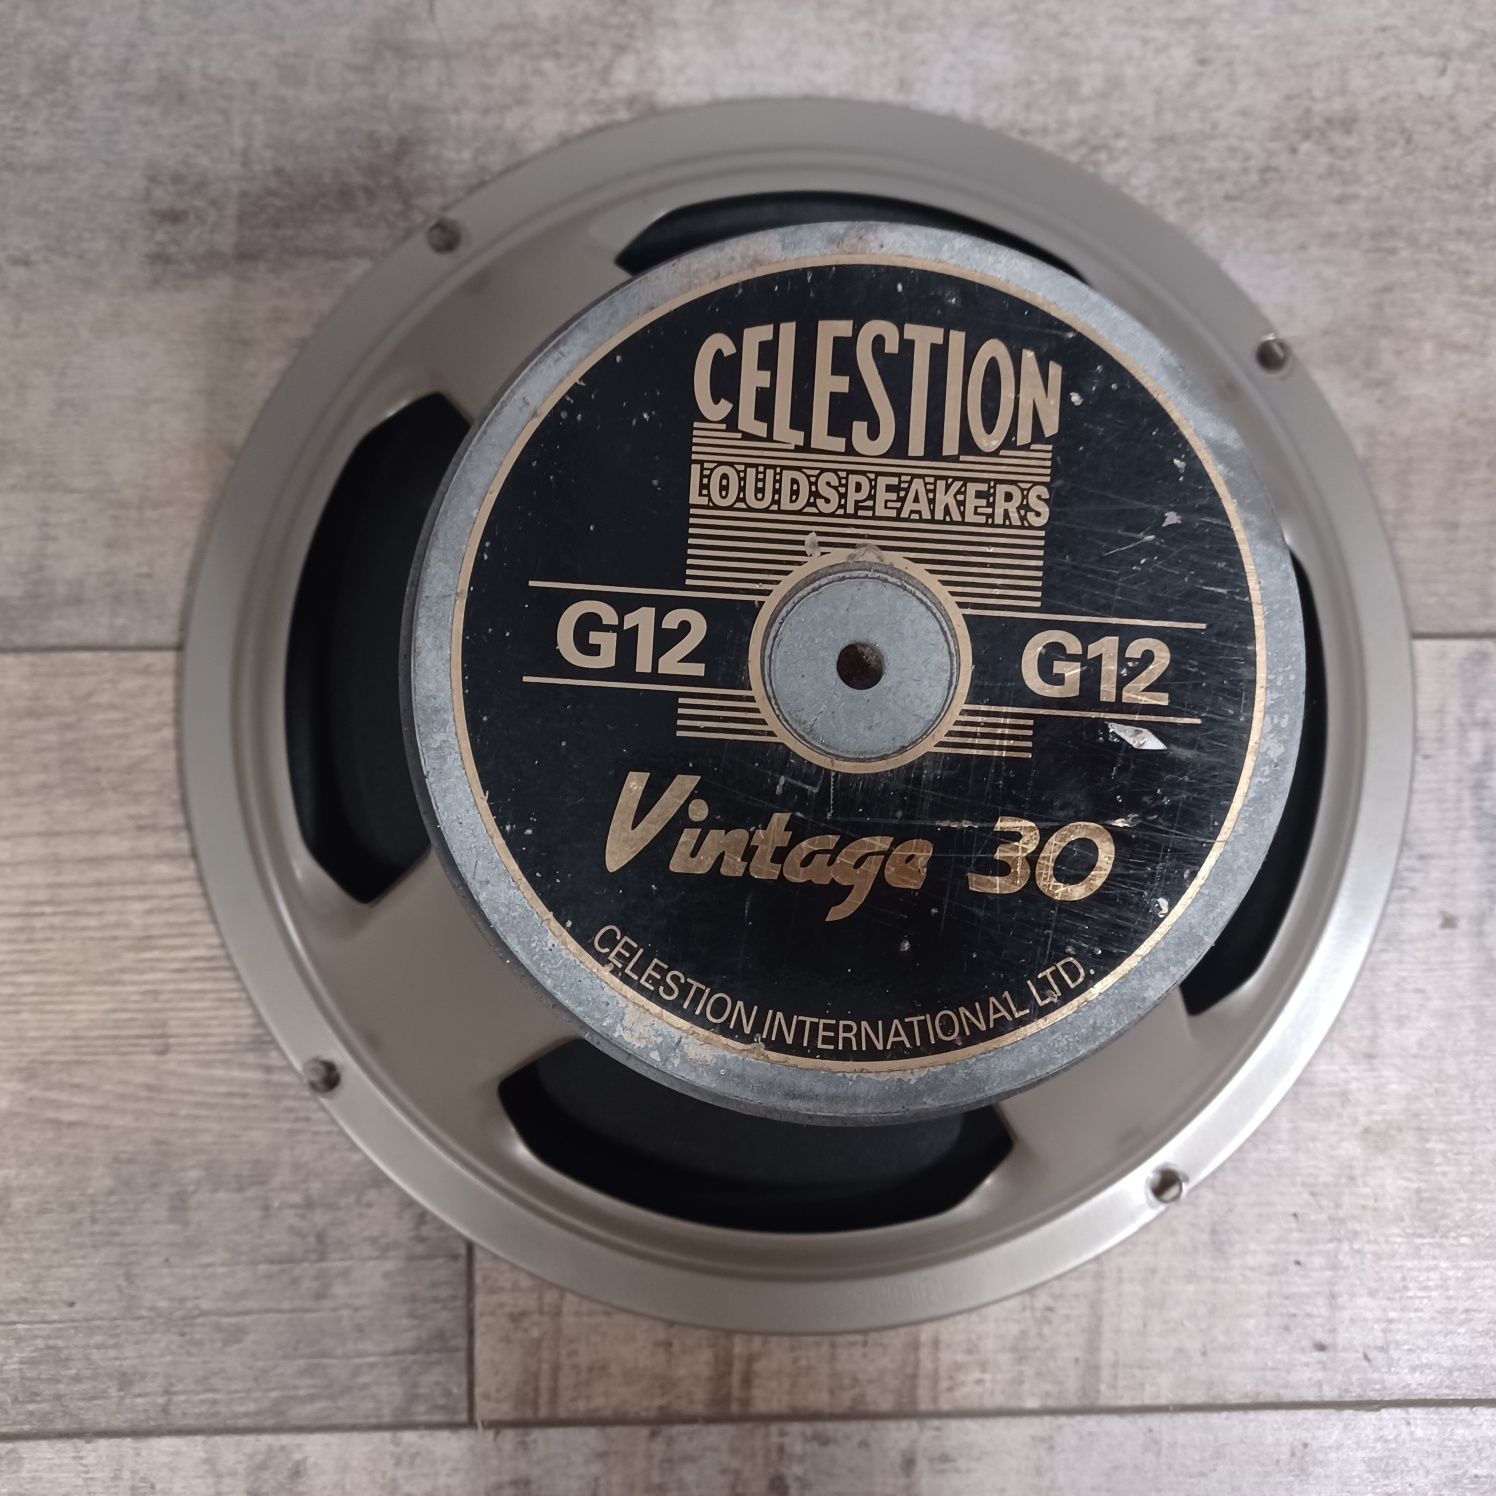 CELESTION
LOUDSPEAKERS
G12 G12
Vintage 30
CELESTION INTERNATIONAL LTD.